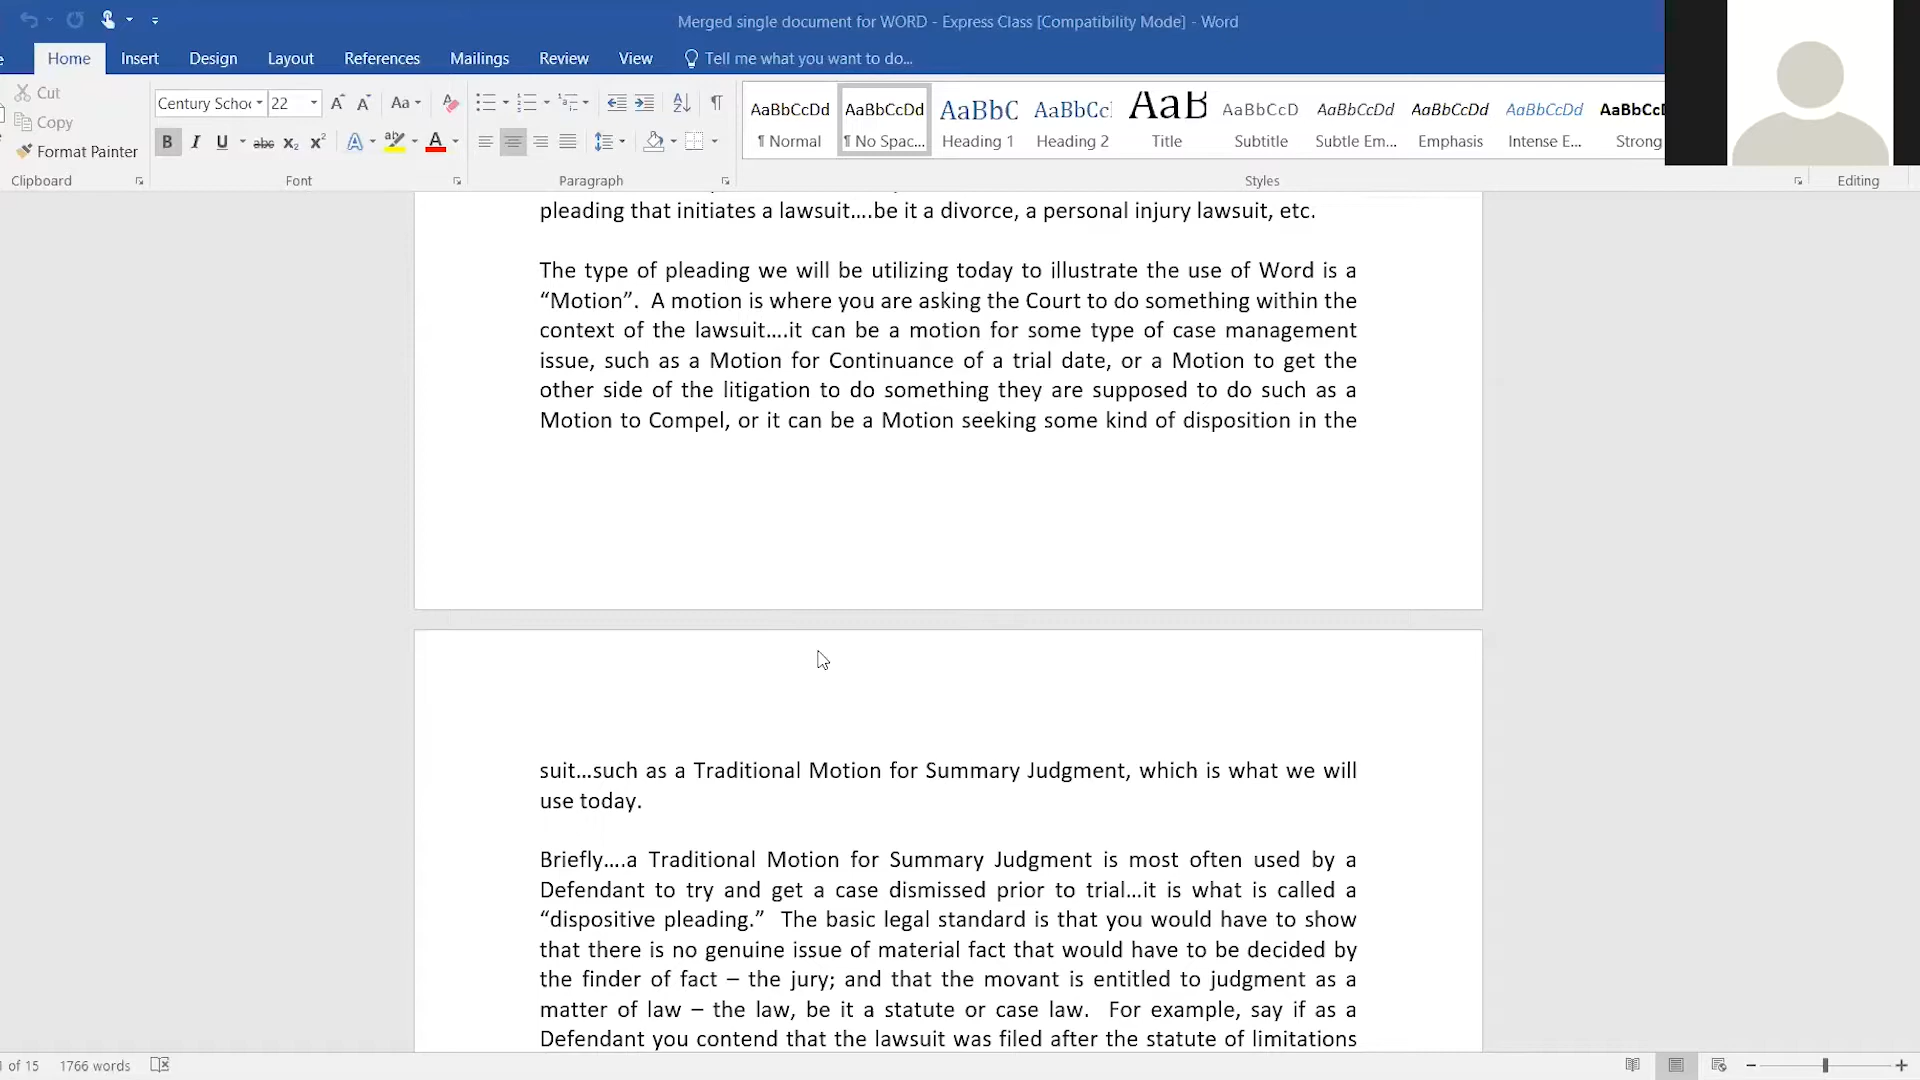 Merged single document for WORD - Express Class [Compatibility Mode] - Word
Home Insert Design Layout References Mailings Review View Tell me what you want to do...
Cut
Copy
Format Painter
Clipboard
Century Schoo 22
Font
Paragraph
AaBbCcDd AaBbCcDd AaBbC AaBbCc AaB AaBbCcD AaBbCcDd AaBbCcDd AaBbCcDd AaBbCcD
¶ Normal ¶ No Spac... Heading 1 Heading 2 Title Subtitle Subtle Em... Emphasis Intense E... Strong
Styles
Editing
pleading that initiates a lawsuit….be it a divorce, a personal injury lawsuit, etc.
The type of pleading we will be utilizing today to illustrate the use of Word is a
“Motion”. A motion is where you are asking the Court to do something within the
context of the lawsuit….it can be a motion for some type of case management
issue, such as a Motion for Continuance of a trial date, or a Motion to get the
other side of the litigation to do something they are supposed to do such as a
Motion to Compel, or it can be a Motion seeking some kind of disposition in the
suit…such as a Traditional Motion for Summary Judgment, which is what we will
use today.
Briefly….a Traditional Motion for Summary Judgment is most often used by a
Defendant to try and get a case dismissed prior to trial…it is what is called a
“dispositive pleading.” The basic legal standard is that you would have to show
that there is no genuine issue of material fact that would have to be decided by
the finder of fact – the jury; and that the movant is entitled to judgment as a
matter of law – the law, be it a statute or case law. For example, say if as a
Defendant you contend that the lawsuit was filed after the statute of limitations
of 15 1766 words